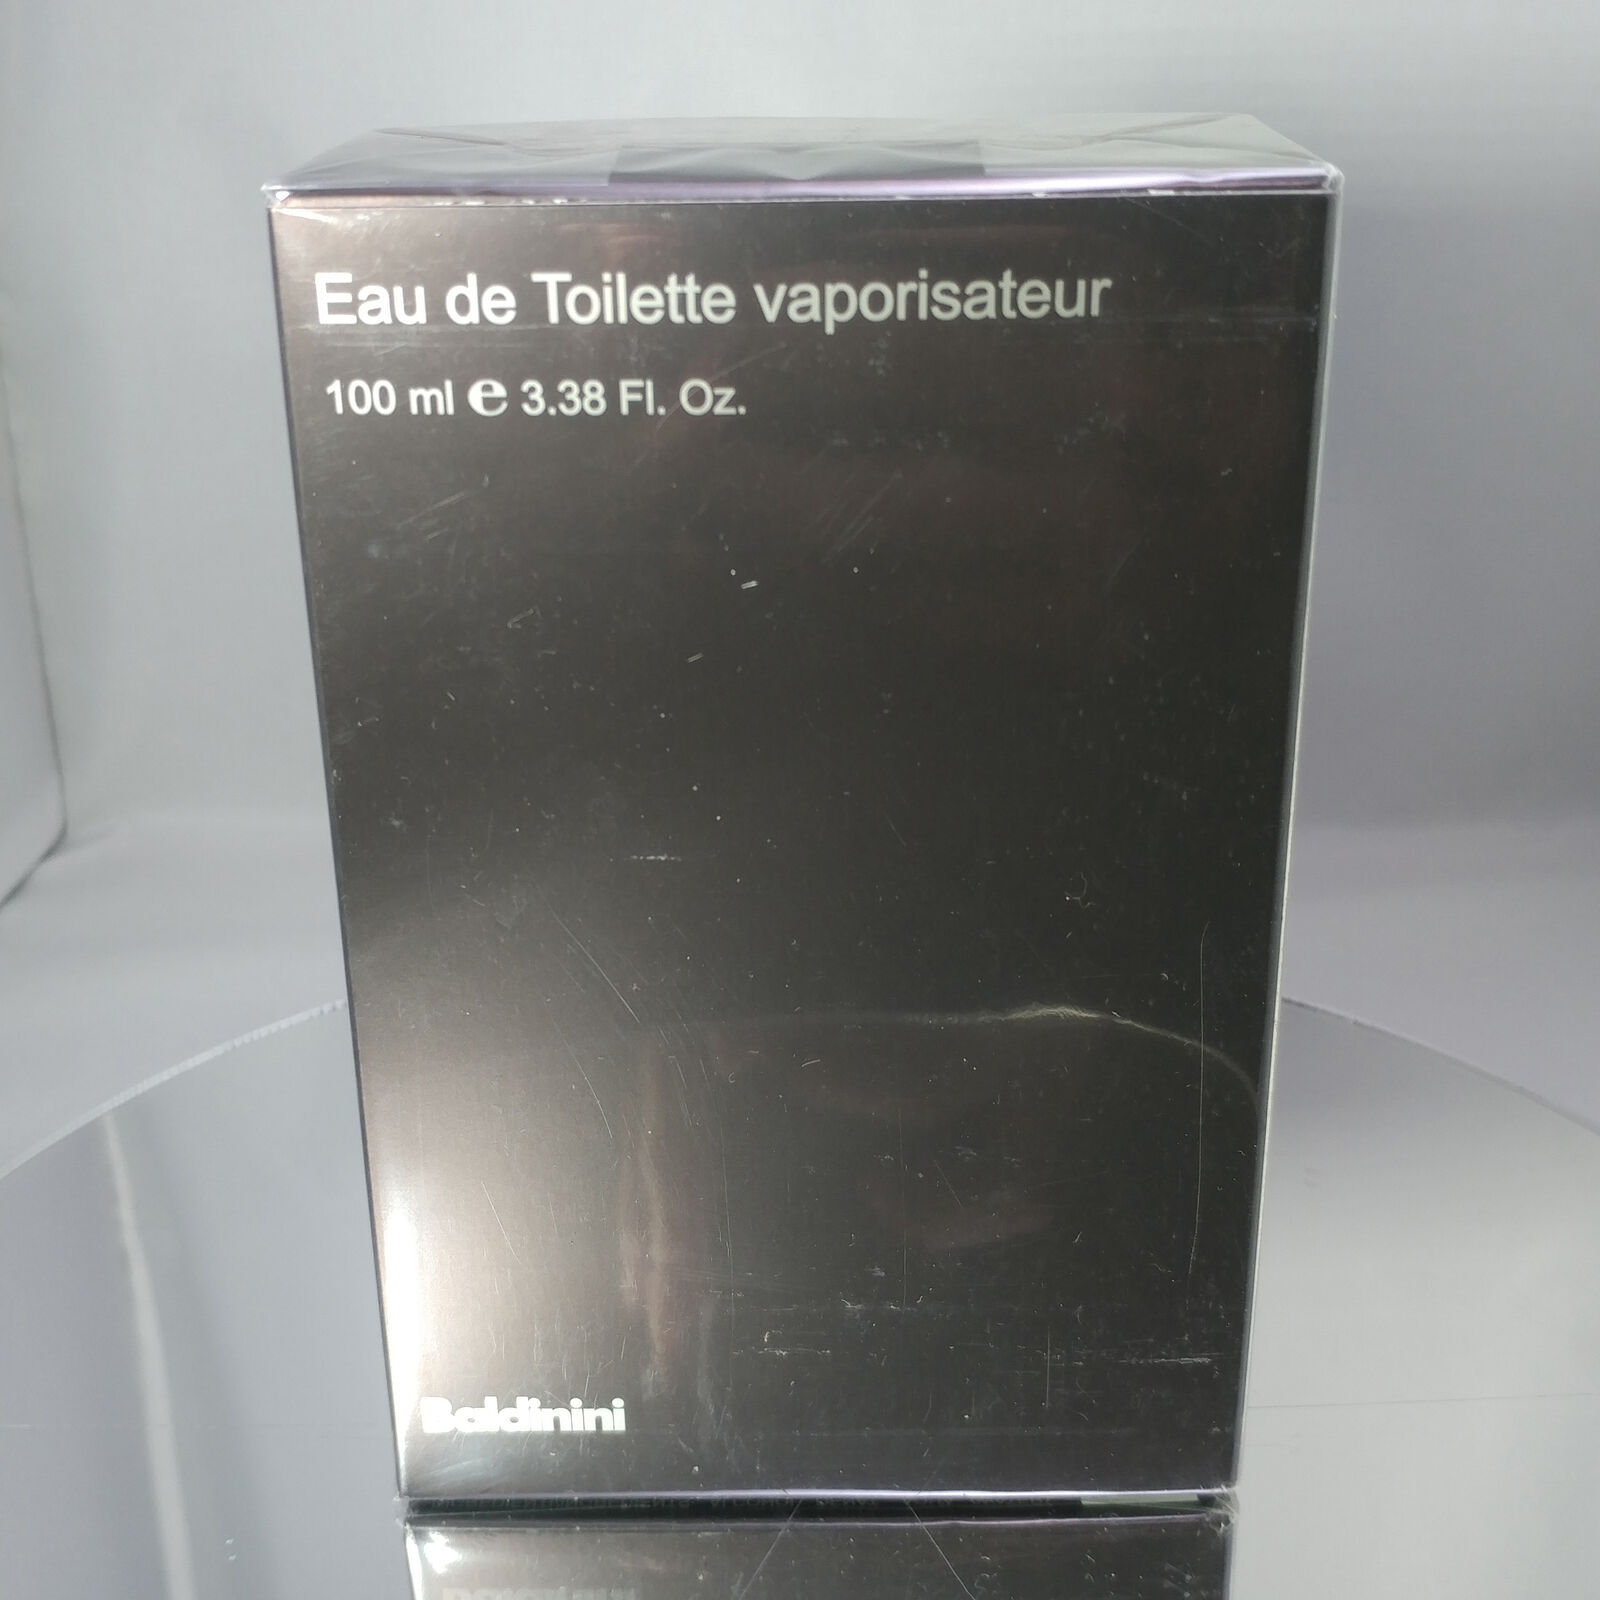 Eau de Toilette vaporisateur
100 ml ℮ 3.38 Fl. Oz.
Baldinini